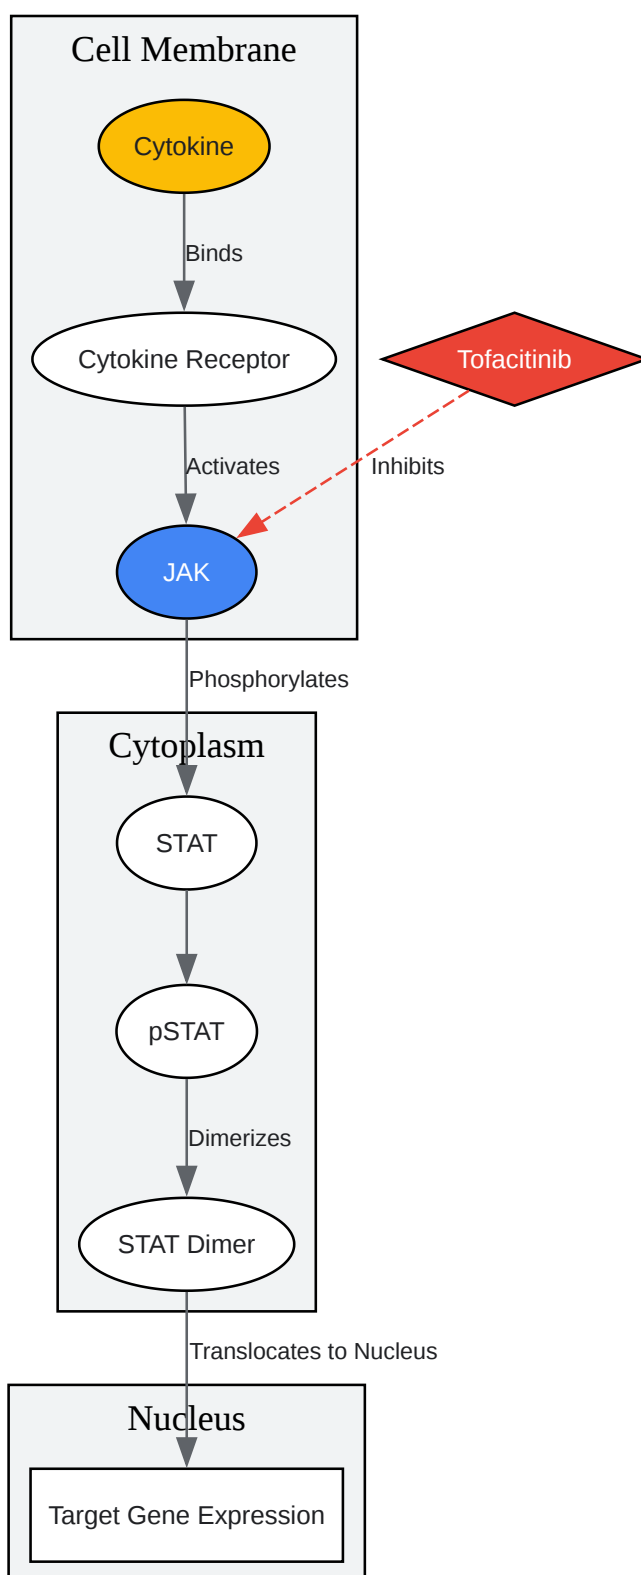 Cell Membrane
Cytokine
Binds
Cytokine Receptor
Tofacitinib
Activates
Inhibits
JAK
Phosphorylates
Cytoplasm
STAT
pSTAT
Dimerizes
STAT Dimer
Translocates to Nucleus
Nucleus
Target Gene Expression